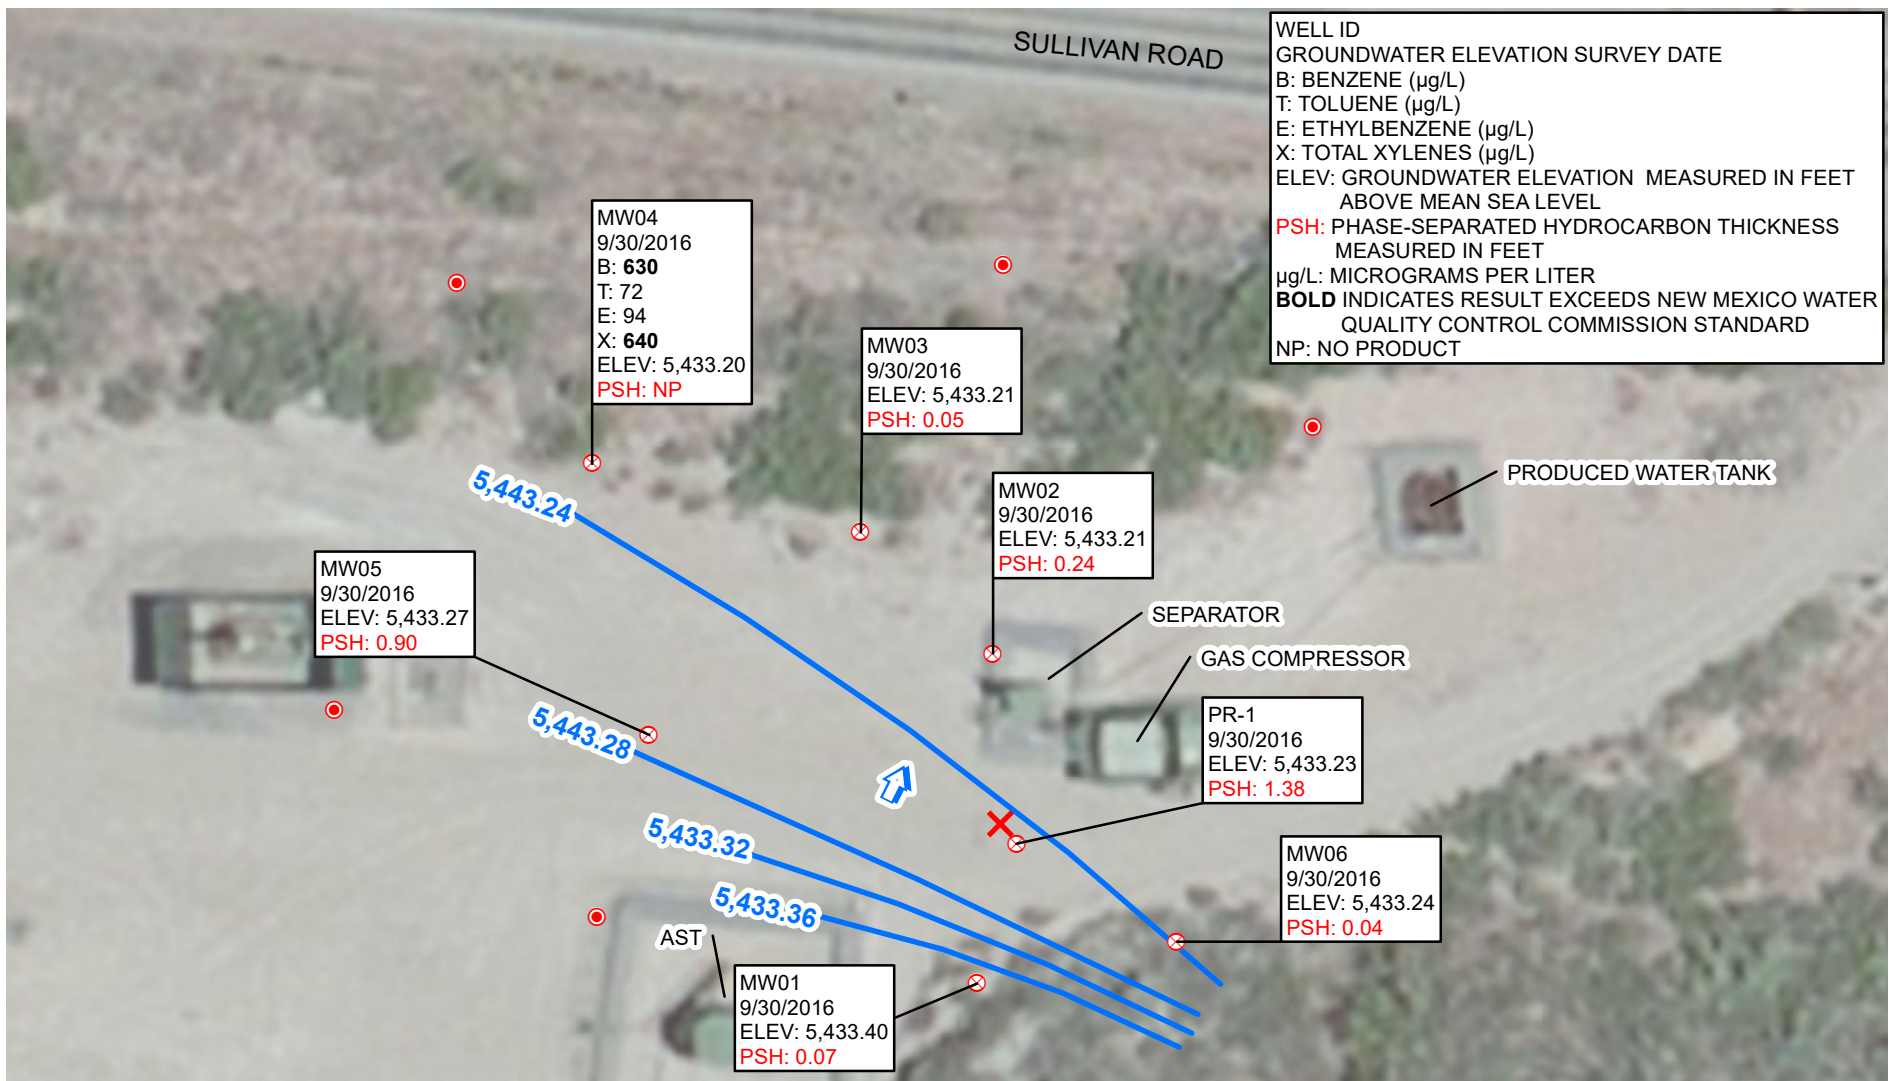 SULLIVAN ROAD
WELL ID
GROUNDWATER ELEVATION SURVEY DATE
B: BENZENE (µg/L)
T: TOLUENE (µg/L)
E: ETHYLBENZENE (µg/L)
X: TOTAL XYLENES (µg/L)
ELEV: GROUNDWATER ELEVATION MEASURED IN FEET
ABOVE MEAN SEA LEVEL
PSH: PHASE-SEPARATED HYDROCARBON THICKNESS
MEASURED IN FEET
µg/L: MICROGRAMS PER LITER
BOLD INDICATES RESULT EXCEEDS NEW MEXICO WATER
QUALITY CONTROL COMMISSION STANDARD
NP: NO PRODUCT
MW04
9/30/2016
B: 630
T: 72
E: 94
X: 640
ELEV: 5,433.20
PSH: NP
MW03
9/30/2016
ELEV: 5,433.21
PSH: 0.05
MW02
9/30/2016
ELEV: 5,433.21
PSH: 0.24
PRODUCED WATER TANK
5,443.24
MW05
9/30/2016
ELEV: 5,433.27
PSH: 0.90
SEPARATOR
GAS COMPRESSOR
PR-1
9/30/2016
ELEV: 5,433.23
PSH: 1.38
5,443.28
5,433.32
5,433.36
MW06
9/30/2016
ELEV: 5,433.24
PSH: 0.04
AST
MW01
9/30/2016
ELEV: 5,433.40
PSH: 0.07